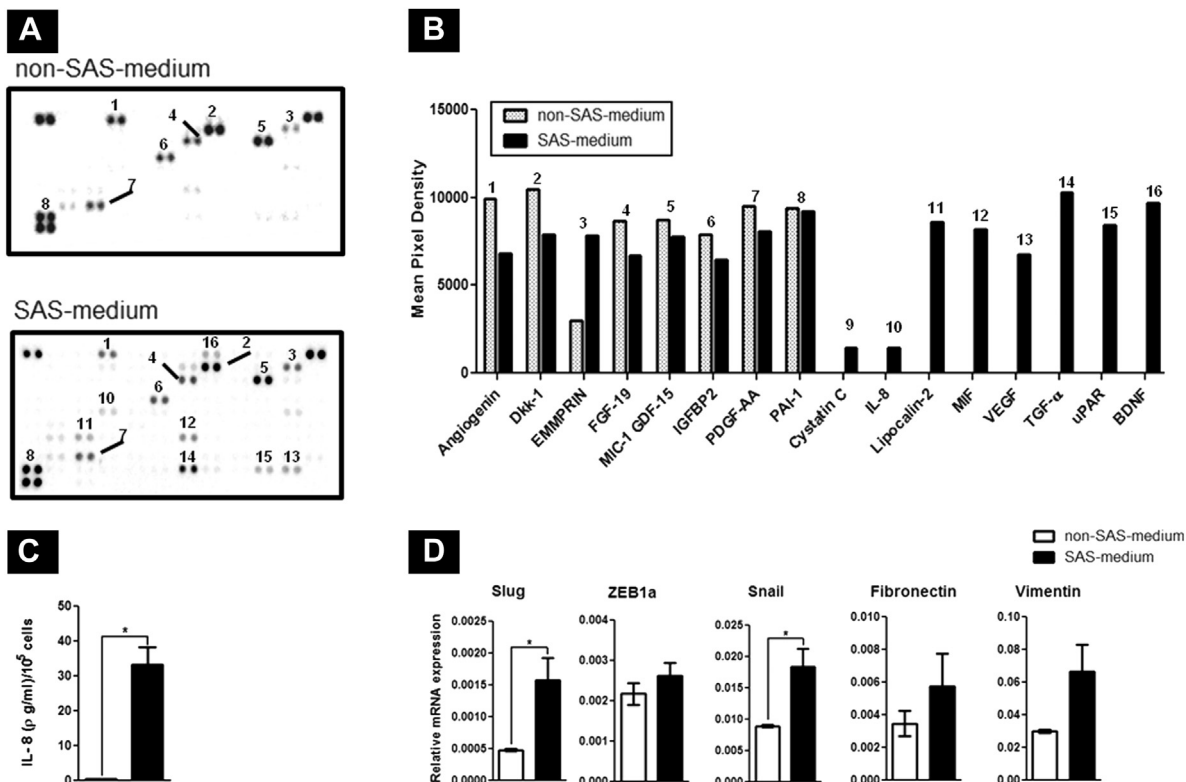 A
non-SAS-medium
1
2
3
4
5
6
7
8
SAS-medium
1
16
2
4
3
5
6
10
11
7
12
8
14
15
13
B
non-SAS-medium
SAS-medium
Mean Pixel Density
15000
10000
5000
0
1
2
3
4
5
6
7
8
9
10
11
12
13
14
15
16
Angiogenin
Dkk-1
EMMPRIN
FGF-19
MIC-1 GDF-15
IGFBP2
PDGF-AA
PAI-1
Cystatin C
IL-8
Lipocalin-2
MIF
VEGF
TGF-α
uPAR
BDNF
C
IL-8 (ρ g/ml)/10⁵ cells
50
40
30
20
10
0
*
D
non-SAS-medium
SAS-medium
Relative mRNA expression
Slug
0.0025
0.0020
0.0015
0.0010
0.0005
0.0000
*
ZEB1a
0.004
0.003
0.002
0.001
0.000
Snail
0.025
0.020
0.015
0.010
0.005
0.000
*
Fibronectin
0.010
0.008
0.006
0.004
0.002
0.000
Vimentin
0.10
0.08
0.06
0.04
0.02
0.00